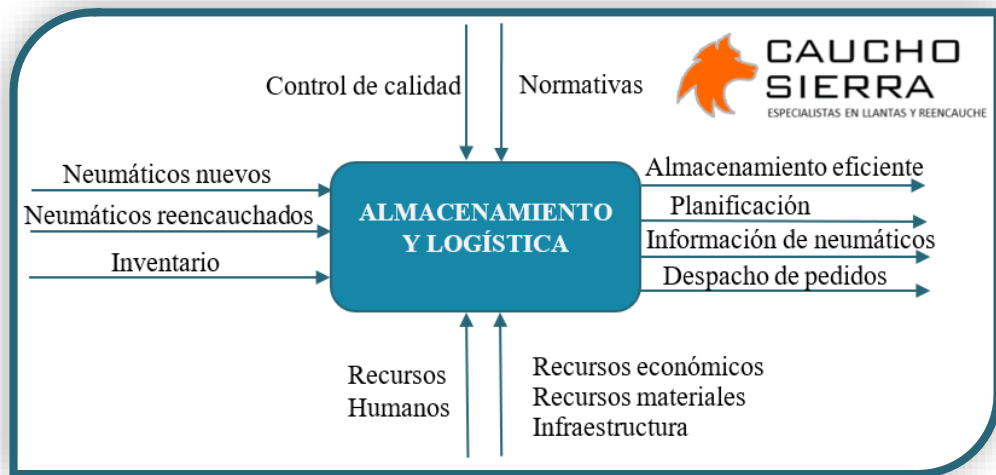 CAUCHO
SIERRA
ESPECIALISTAS EN LLANTAS Y REENCAUCHE
Control de calidad
Normativas
Neumáticos nuevos
Neumáticos reencauchados
Inventario
ALMACENAMIENTO
Y LOGÍSTICA
Almacenamiento eficiente
Planificación
Información de neumáticos
Despacho de pedidos
Recursos
Humanos
Recursos económicos
Recursos materiales
Infraestructura